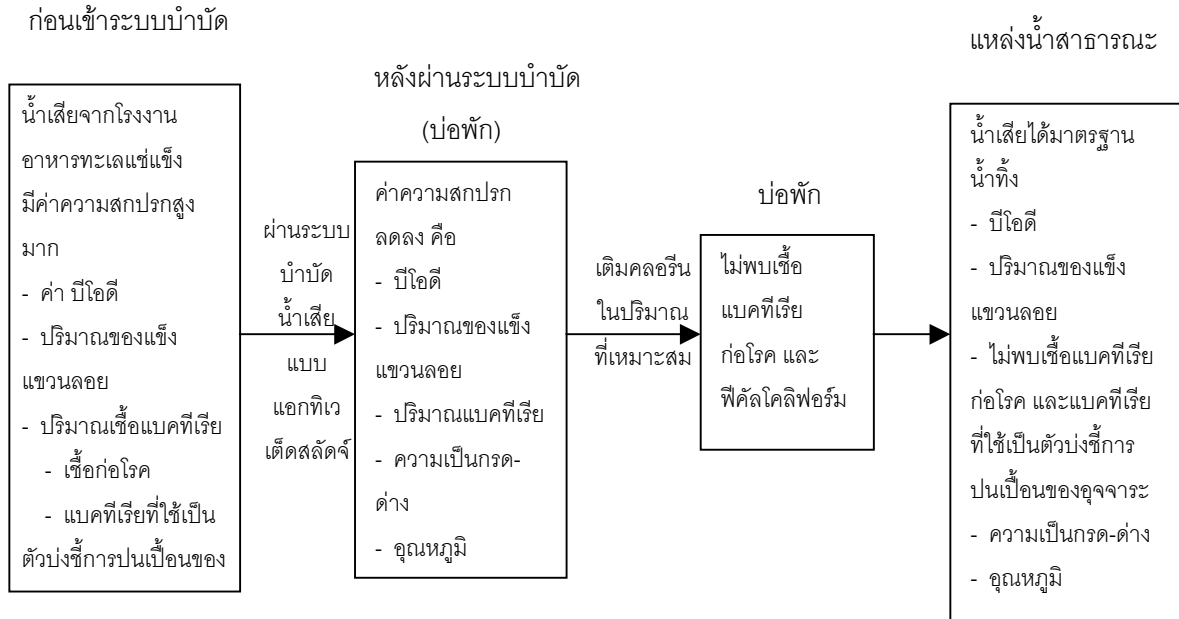 ก่อนเข้าระบบบำบัด
น้ำเสียจากโรงงาน
อาหารทะเลแช่แข็ง
มีค่าความสกปรกสูง
มาก
- ค่า บีโอดี
- ปริมาณของแข็ง
แขวนลอย
- ปริมาณเชื้อแบคทีเรีย
- เชื้อก่อโรค
- แบคทีเรียที่ใช้เป็น
ตัวบ่งชี้การปนเปื้อนของ
ผ่านระบบ
บำบัด
น้ำเสีย
แบบ
แอกทิเว
เต็ดสลัดจ์
หลังผ่านระบบบำบัด
(บ่อพัก)
ค่าความสกปรก
ลดลง คือ
- บีโอดี
- ปริมาณของแข็ง
แขวนลอย
- ปริมาณแบคทีเรีย
- ความเป็นกรด-
ด่าง
- อุณหภูมิ
เติมคลอรีน
ในปริมาณ
ที่เหมาะสม
บ่อพัก
ไม่พบเชื้อ
แบคทีเรีย
ก่อโรค และ
ฟีคัลโคลิฟอร์ม
แหล่งน้ำสาธารณะ
น้ำเสียได้มาตรฐาน
น้ำทิ้ง
- บีโอดี
- ปริมาณของแข็ง
แขวนลอย
- ไม่พบเชื้อแบคทีเรีย
ก่อโรค และแบคทีเรีย
ที่ใช้เป็นตัวบ่งชี้การ
ปนเปื้อนของอุจจาระ
- ความเป็นกรด-ด่าง
- อุณหภูมิ